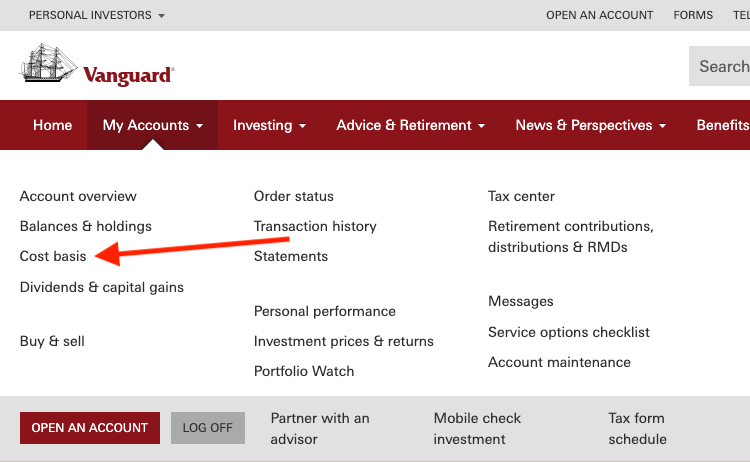 PERSONAL INVESTORS
OPEN AN ACCOUNT FORMS TEL
Vanguard
Search
Home My Accounts Investing Advice & Retirement News & Perspectives Benefits
Account overview
Balances & holdings
Cost basis
Dividends & capital gains
Buy & sell
Order status
Transaction history
Statements
Personal performance
Investment prices & returns
Portfolio Watch
Tax center
Retirement contributions,
distributions & RMDs
Messages
Service options checklist
Account maintenance
OPEN AN ACCOUNT LOG OFF
Partner with an
advisor
Mobile check
investment
Tax form
schedule